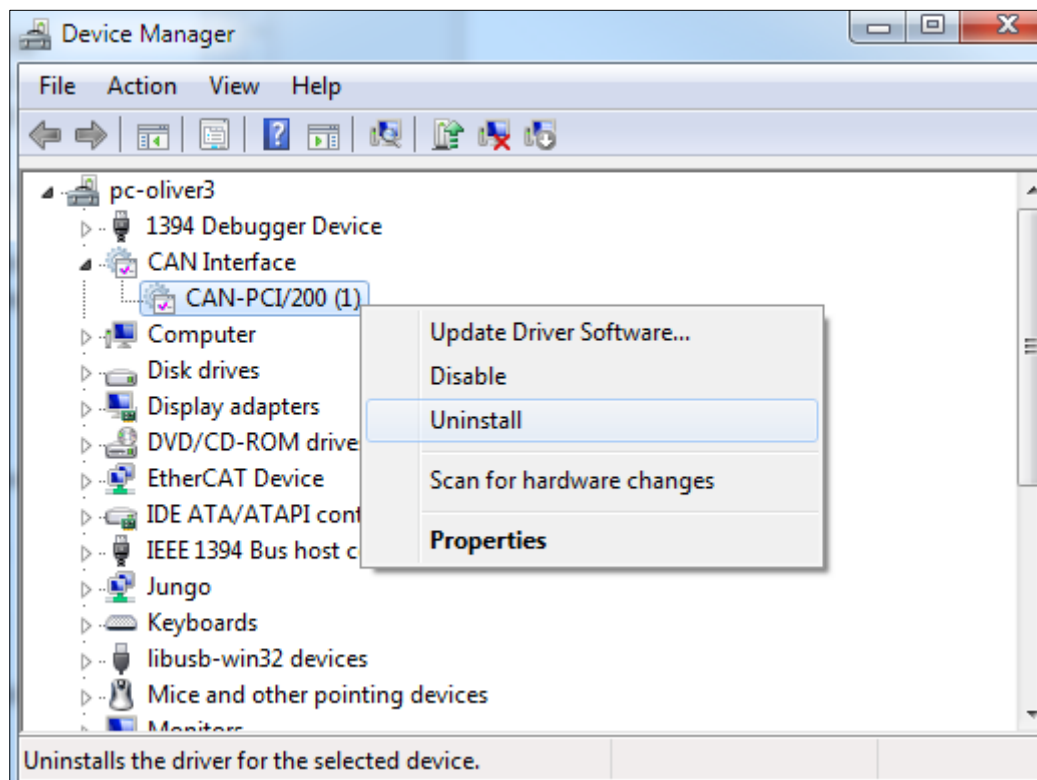 Device Manager
File Action View Help
pc-oliver3
1394 Debugger Device
CAN Interface
CAN-PCI/200 (1)
Update Driver Software...
Computer
Disable
Disk drives
Uninstall
Display adapters
DVD/CD-ROM drive
Scan for hardware changes
EtherCAT Device
IDE ATA/ATAPI cont
Properties
IEEE 1394 Bus host c
Jungo
Keyboards
libusb-win32 devices
Mice and other pointing devices
Monitors
Uninstalls the driver for the selected device.